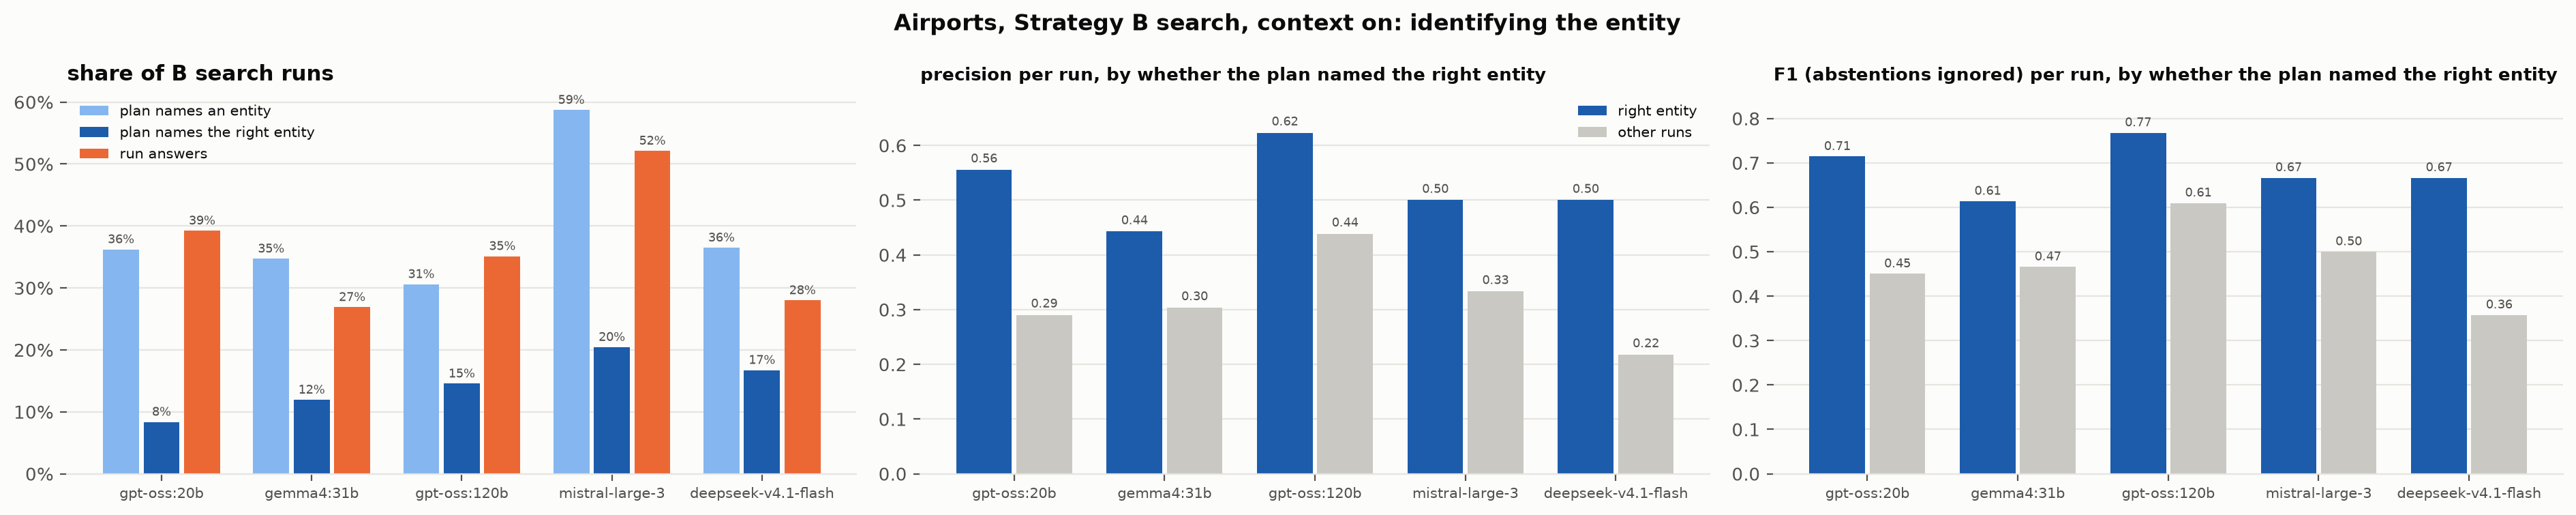 Airports, Strategy B search, context on: identifying the entity
share of B search runs
60%
50%
40%
30%
20%
10%
0%
plan names an entity
plan names the right entity
run answers
36%
8%
39%
35%
12%
27%
31%
15%
35%
59%
20%
52%
36%
17%
28%
gpt-oss:20b
gemma4:31b
gpt-oss:120b
mistral-large-3
deepseek-v4.1-flash
precision per run, by whether the plan named the right entity
0.6
0.5
0.4
0.3
0.2
0.1
0.0
right entity
other runs
0.56
0.29
0.44
0.30
0.62
0.44
0.50
0.33
0.50
0.22
gpt-oss:20b
gemma4:31b
gpt-oss:120b
mistral-large-3
deepseek-v4.1-flash
F1 (abstentions ignored) per run, by whether the plan named the right entity
0.8
0.7
0.6
0.5
0.4
0.3
0.2
0.1
0.0
0.71
0.45
0.61
0.47
0.77
0.61
0.67
0.50
0.67
0.36
gpt-oss:20b
gemma4:31b
gpt-oss:120b
mistral-large-3
deepseek-v4.1-flash